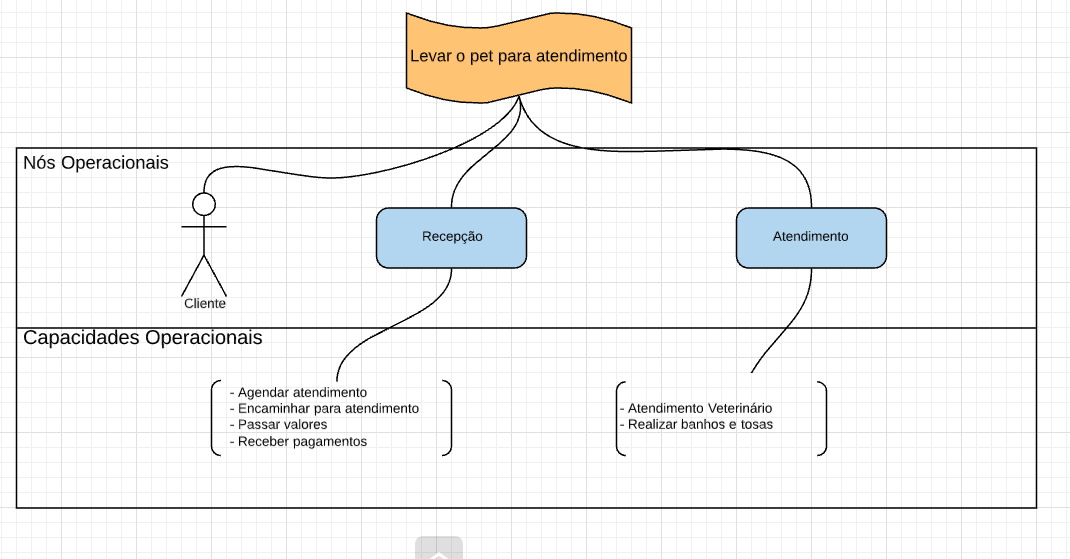 Levar o pet para atendimento
Nós Operacionais
Recepção
Atendimento
Cliente
Capacidades Operacionais
- Agendar atendimento
- Encaminhar para atendimento
- Passar valores
- Receber pagamentos
- Atendimento Veterinário
- Realizar banhos e tosas